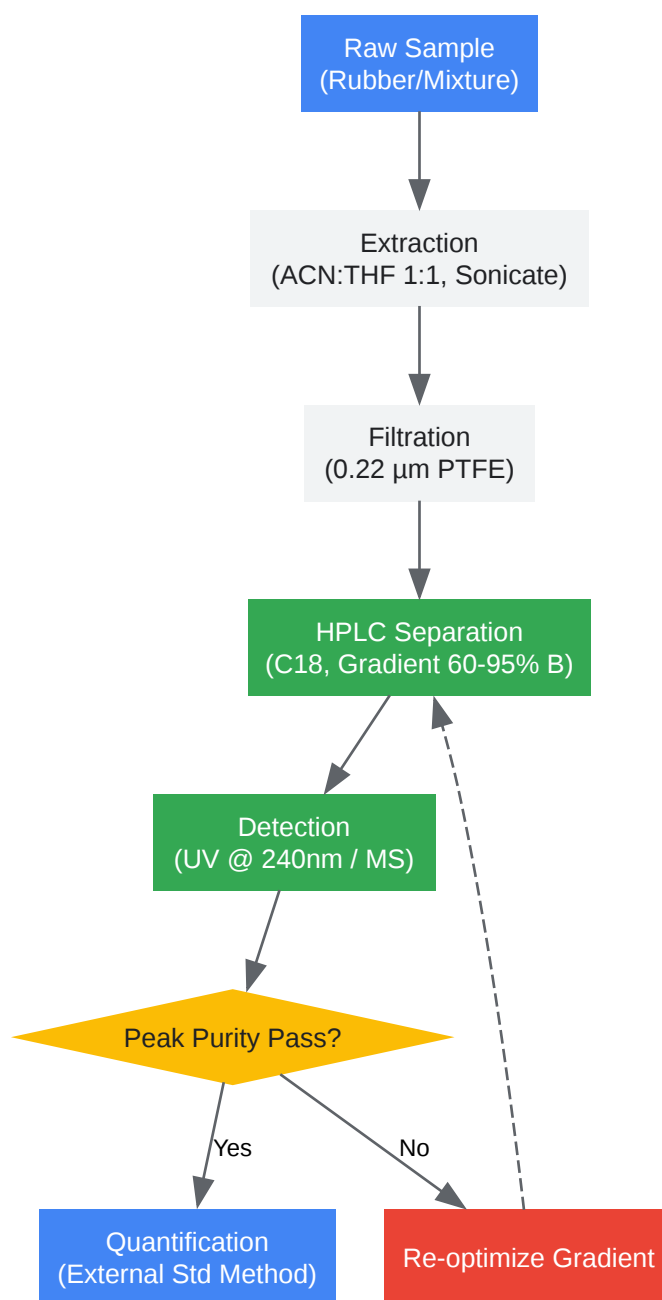 Raw Sample
(Rubber/Mixture)
Extraction
(ACN:THF 1:1, Sonicate)
Filtration
(0.22 µm PTFE)
HPLC Separation
(C18, Gradient 60-95% B)
Detection
(UV @ 240nm / MS)
Peak Purity Pass?
Yes
No
Quantification
(External Std Method)
Re-optimize Gradient